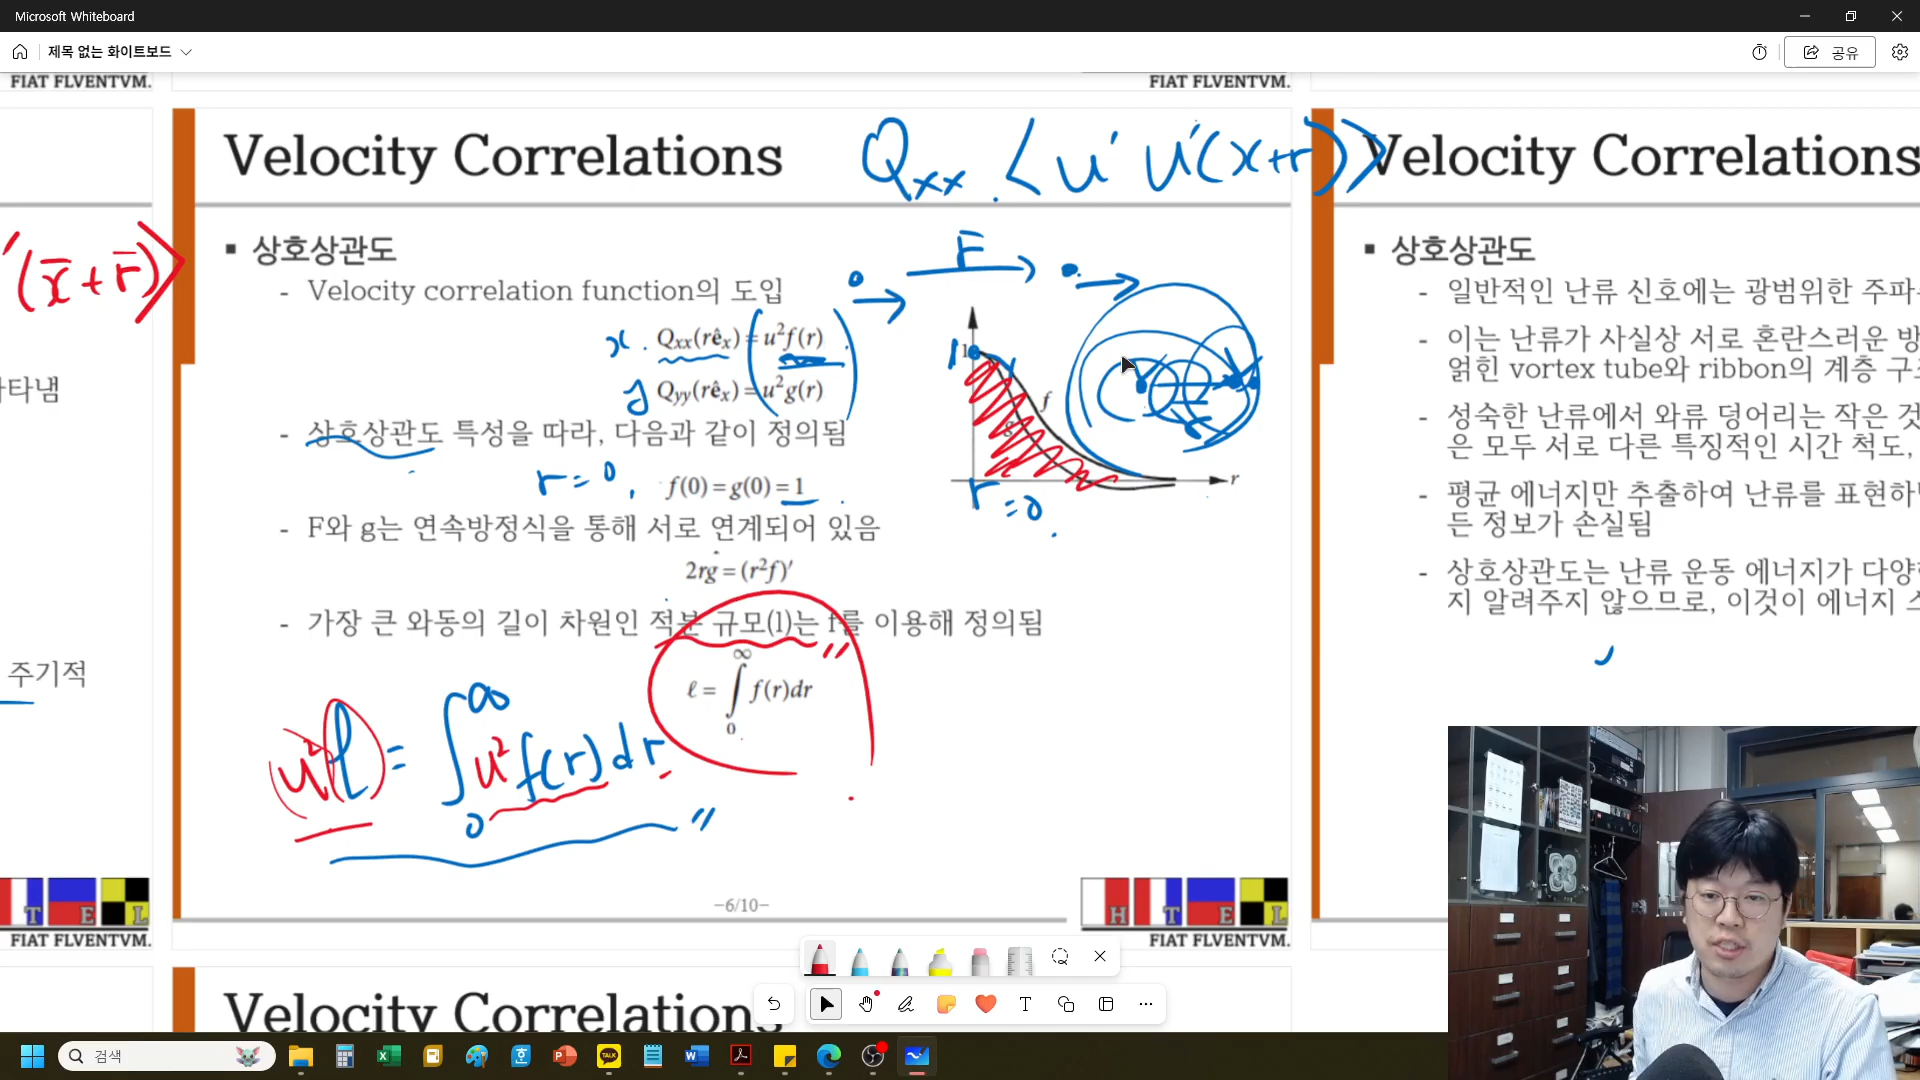 Microsoft Whiteboard
제목 없는 화이트보드
공유
FIAT FLVENTVM.
FIAT FLVENTVM.
Velocity Correlations
Qxx <u' u'(x+r)>
'(x̄+r̄)>
타냄
주기적
▪ 상호상관도
- Velocity correlation function의 도입
x. Qxx(rêx) = u²f(r)
y Qyy(rêx) = u²g(r)
- 상호상관도 특성을 따라, 다음과 같이 정의됨
r=0, f(0) = g(0) = 1
- F와 g는 연속방정식을 통해 서로 연계되어 있음
2rg = (r²f)′
- 가장 큰 와동의 길이 차원인 적분 규모(l)는 f를 이용해 정의됨
ℓ = ∫₀^∞ f(r)dr
u²l = ∫₀^∞ u² f(r)dr
r̄
1
1
f
r
r=0
−6/10−
T E L
FIAT FLVENTVM.
H T E L
FIAT FLVENTVM.
Velocity Correlations
▪ 상호상관도
- 일반적인 난류 신호에는 광범위한 주파
- 이는 난류가 사실상 서로 혼란스러운 방
얽힌 vortex tube와 ribbon의 계층 구
- 성숙한 난류에서 와류 덩어리는 작은 것
은 모두 서로 다른 특징적인 시간 척도,
- 평균 에너지만 추출하여 난류를 표현하
든 정보가 손실됨
- 상호상관도는 난류 운동 에너지가 다양
지 알려주지 않으므로, 이것이 에너지 스
Velocity Correlations
검색
TALK